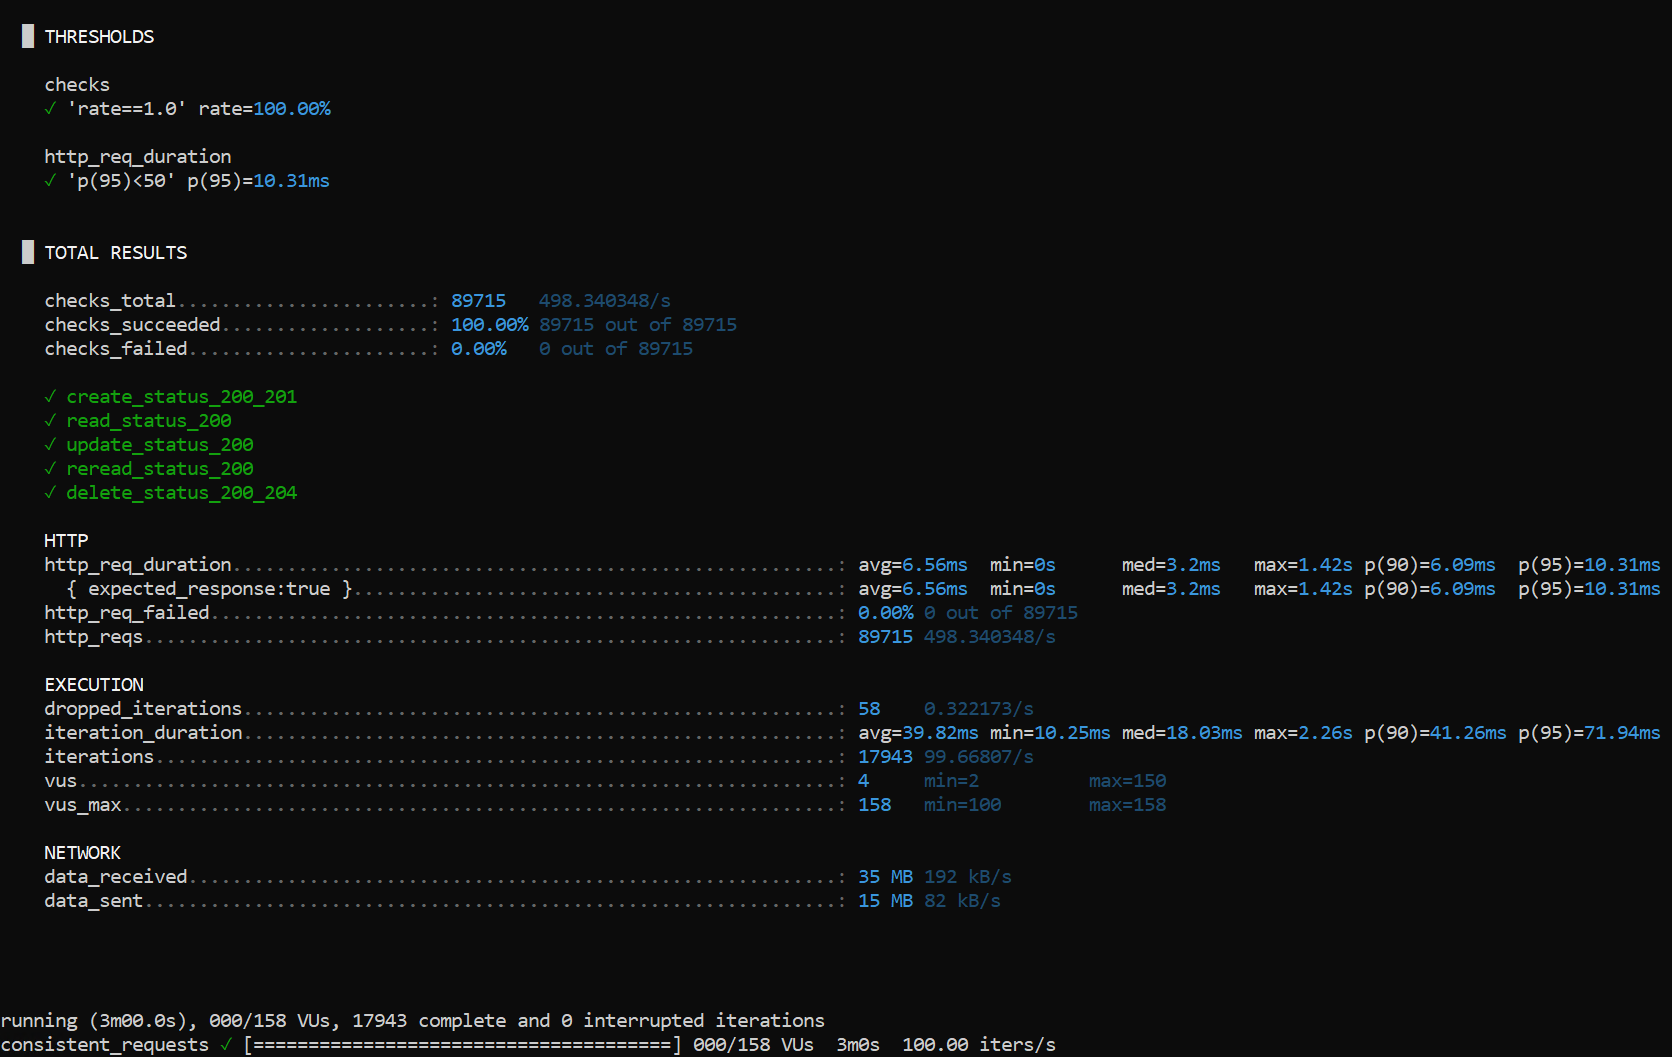 █ THRESHOLDS
checks
✓ 'rate==1.0' rate=100.00%
http_req_duration
✓ 'p(95)<50' p(95)=10.31ms
█ TOTAL RESULTS
checks_total.......................: 89715 498.340348/s
checks_succeeded...................: 100.00% 89715 out of 89715
checks_failed......................: 0.00% 0 out of 89715
✓ create_status_200_201
✓ read_status_200
✓ update_status_200
✓ reread_status_200
✓ delete_status_200_204
HTTP
http_req_duration.......................................................: avg=6.56ms min=0s med=3.2ms max=1.42s p(90)=6.09ms p(95)=10.31ms
{ expected_response:true }............................................: avg=6.56ms min=0s med=3.2ms max=1.42s p(90)=6.09ms p(95)=10.31ms
http_req_failed.........................................................: 0.00% 0 out of 89715
http_reqs...............................................................: 89715 498.340348/s
EXECUTION
dropped_iterations......................................................: 58 0.322173/s
iteration_duration......................................................: avg=39.82ms min=10.25ms med=18.03ms max=2.26s p(90)=41.26ms p(95)=71.94ms
iterations..............................................................: 17943 99.66807/s
vus.....................................................................: 4 min=2 max=150
vus_max.................................................................: 158 min=100 max=158
NETWORK
data_received...........................................................: 35 MB 192 kB/s
data_sent...............................................................: 15 MB 82 kB/s
running (3m00.0s), 000/158 VUs, 17943 complete and 0 interrupted iterations
consistent_requests ✓ [======================================] 000/158 VUs 3m0s 100.00 iters/s